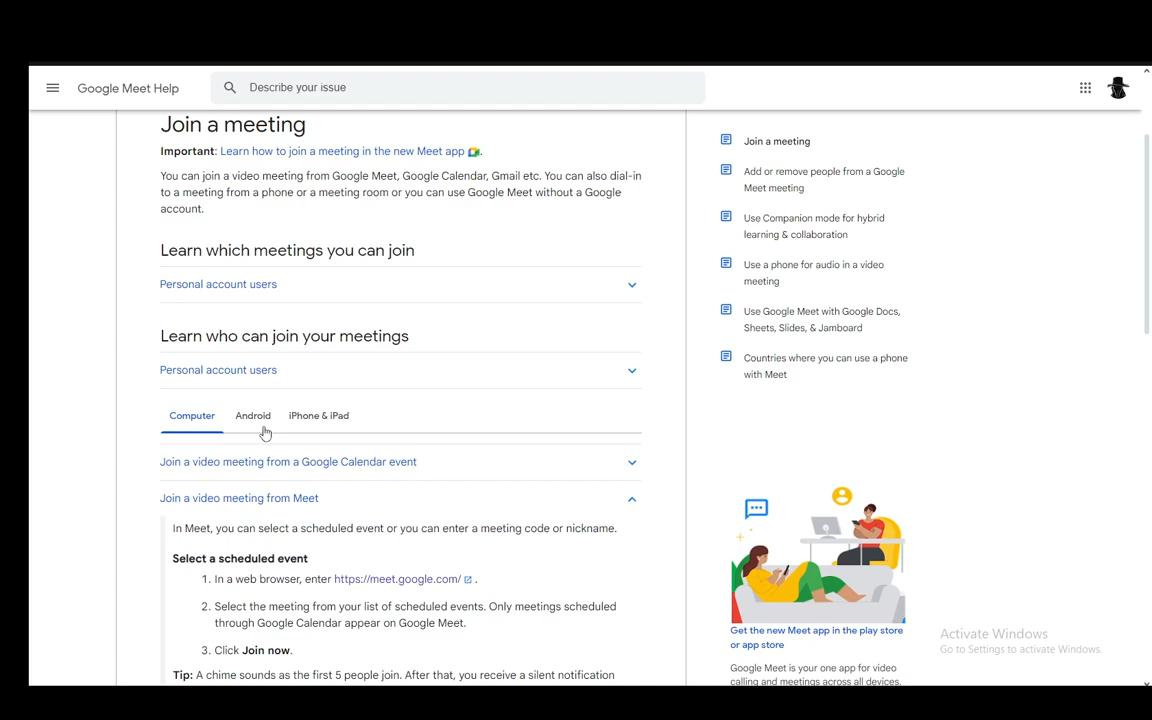 Google Meet Help
Describe your issue
Join a meeting
Important: Learn how to join a meeting in the new Meet app.
You can join a video meeting from Google Meet, Google Calendar, Gmail etc. You can also dial-in
to a meeting from a phone or a meeting room or you can use Google Meet without a Google
account.
Learn which meetings you can join
Personal account users
Learn who can join your meetings
Personal account users
Computer Android iPhone & iPad
Join a video meeting from a Google Calendar event
Join a video meeting from Meet
In Meet, you can select a scheduled event or you can enter a meeting code or nickname.
Select a scheduled event
1. In a web browser, enter https://meet.google.com/ .
2. Select the meeting from your list of scheduled events. Only meetings scheduled
through Google Calendar appear on Google Meet.
3. Click Join now.
Tip: A chime sounds as the first 5 people join. After that, you receive a silent notification
Join a meeting
Add or remove people from a Google
Meet meeting
Use Companion mode for hybrid
learning & collaboration
Use a phone for audio in a video
meeting
Use Google Meet with Google Docs,
Sheets, Slides, & Jamboard
Countries where you can use a phone
with Meet
Get the new Meet app in the play store
or app store
Google Meet is your one app for video
calling and meetings across all devices.
Activate Windows
Go to Settings to activate Windows.